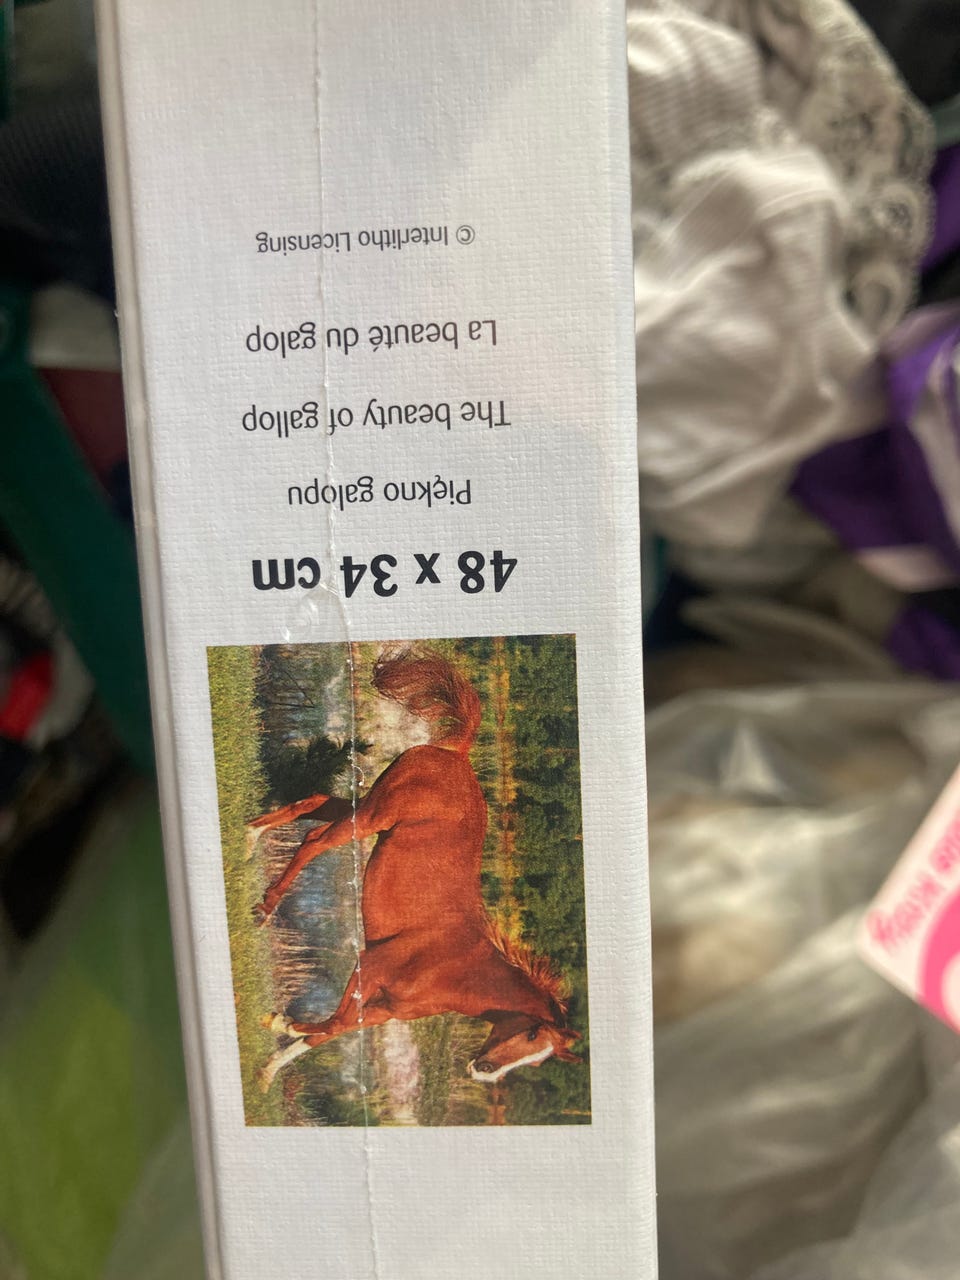 48 x 34 cm
Piękno galopu
The beauty of gallop
La beauté du galop
© Interlitho Licensing